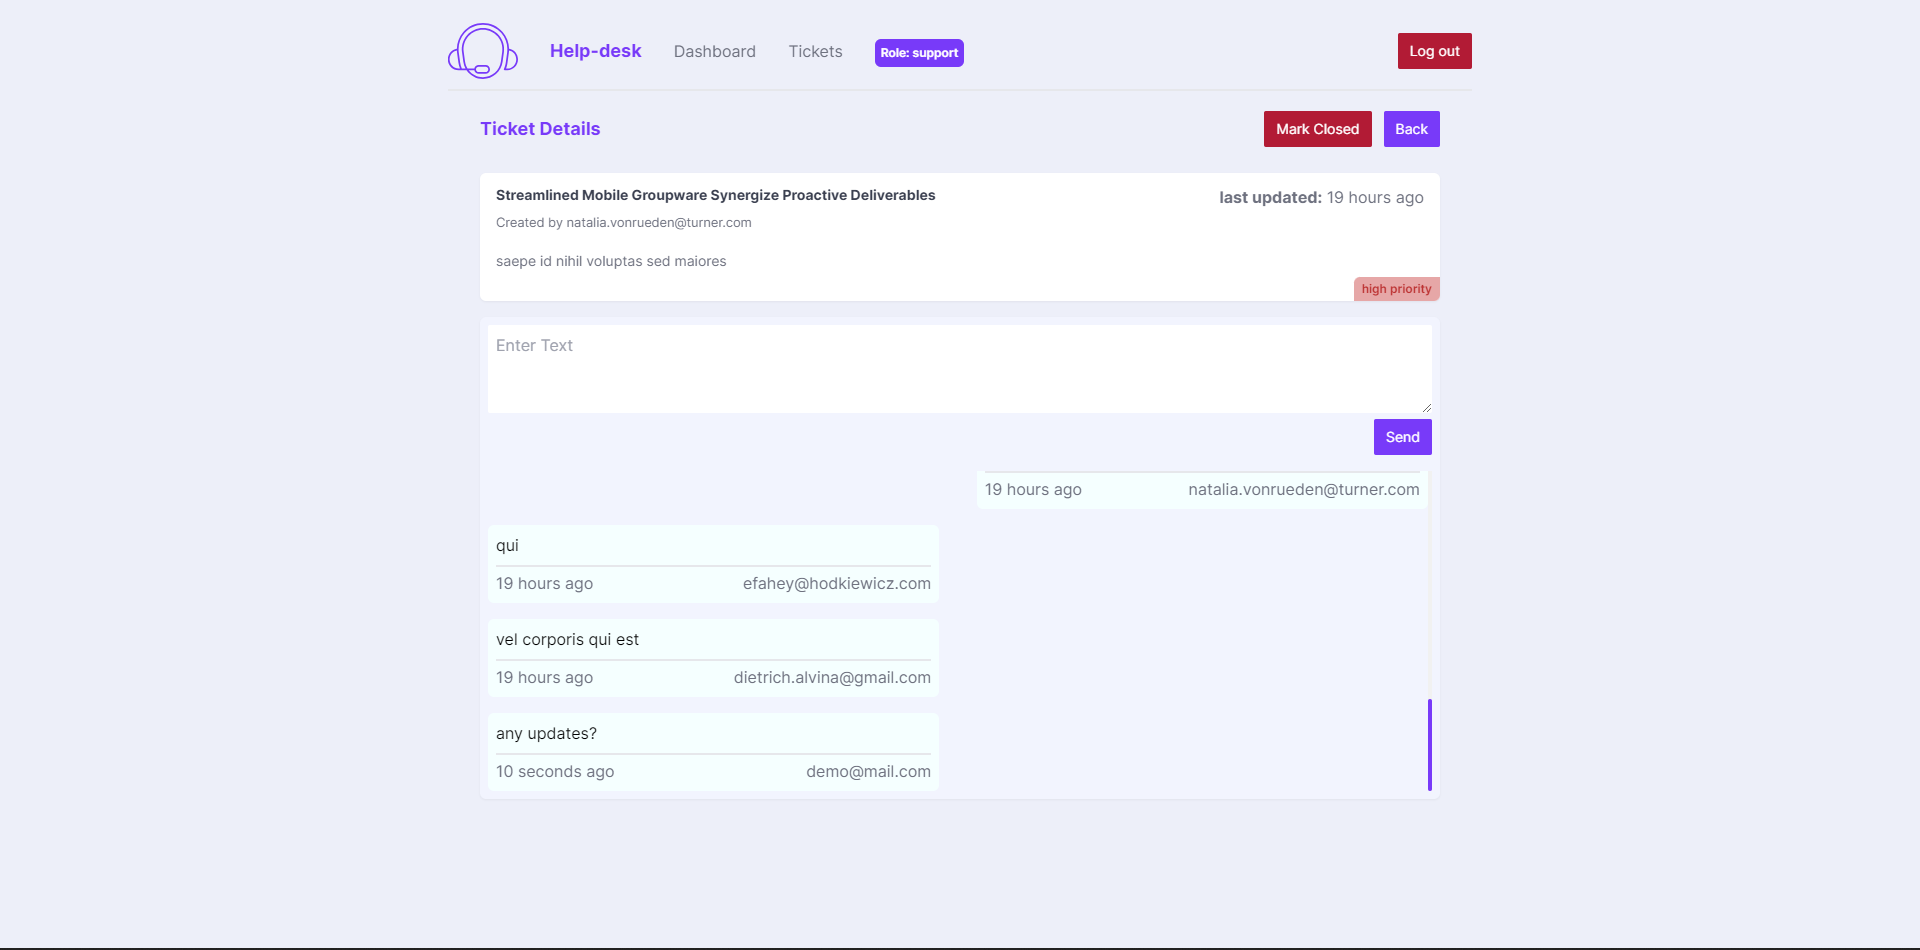 Help-desk
Dashboard
Tickets
Role: support
Log out
Ticket Details
Mark Closed
Back
Streamlined Mobile Groupware Synergize Proactive Deliverables
last updated: 19 hours ago
Created by natalia.vonrueden@turner.com
saepe id nihil voluptas sed maiores
high priority
Enter Text
Send
19 hours ago
natalia.vonrueden@turner.com
qui
19 hours ago
efahey@hodkiewicz.com
vel corporis qui est
19 hours ago
dietrich.alvina@gmail.com
any updates?
10 seconds ago
demo@mail.com